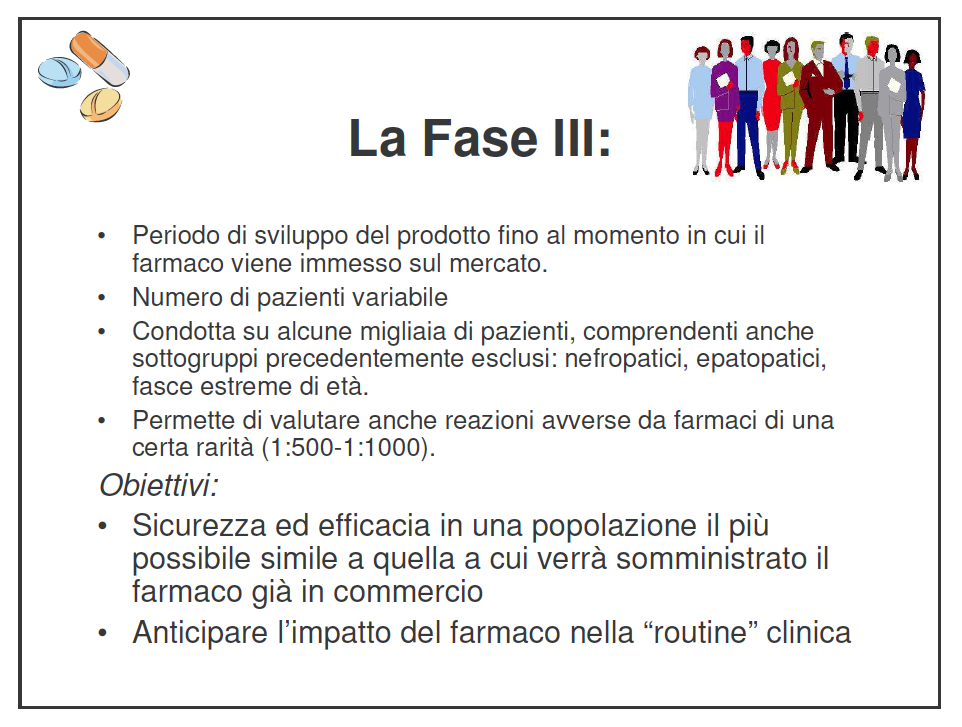 La Fase III:
• Periodo di sviluppo del prodotto fino al momento in cui il
farmaco viene immesso sul mercato.
• Numero di pazienti variabile
• Condotta su alcune migliaia di pazienti, comprendenti anche
sottogruppi precedentemente esclusi: nefropatici, epatopatici,
fasce estreme di età.
• Permette di valutare anche reazioni avverse da farmaci di una
certa rarità (1:500-1:1000).
Obiettivi:
• Sicurezza ed efficacia in una popolazione il più
possibile simile a quella a cui verrà somministrato il
farmaco già in commercio
• Anticipare l’impatto del farmaco nella “routine” clinica